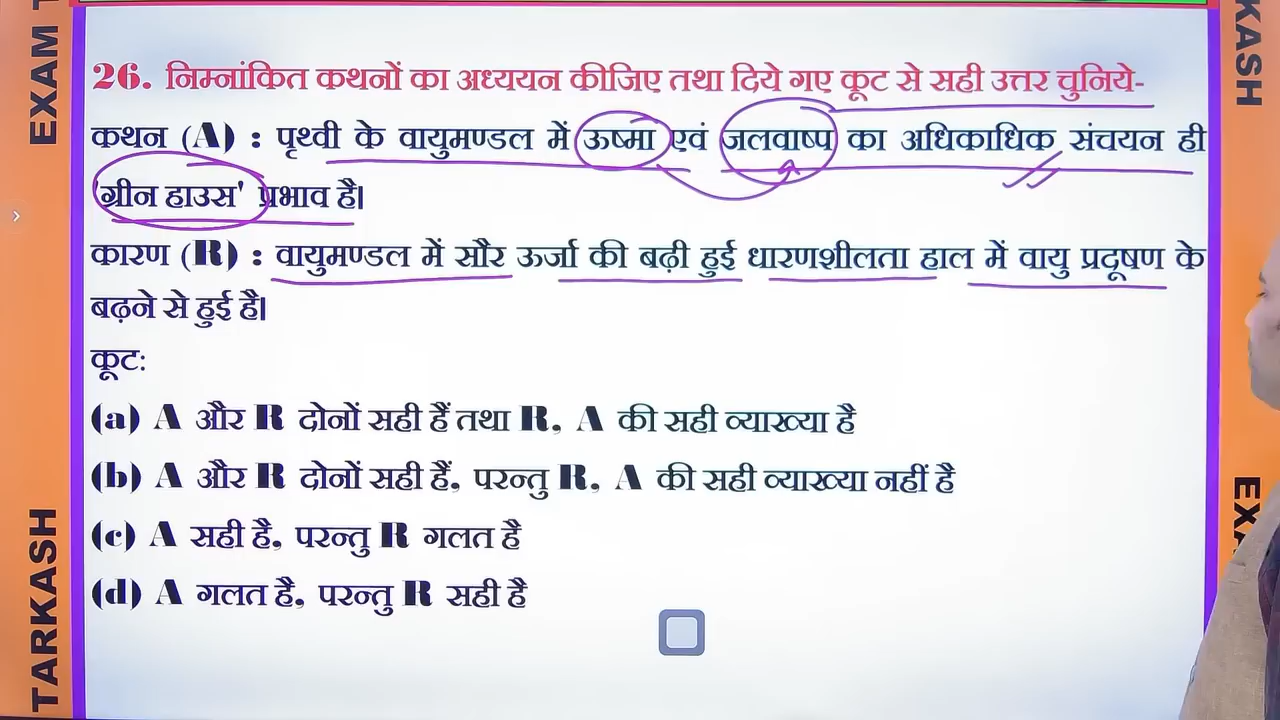 26. निम्नांकित कथनों का अध्ययन कीजिए तथा दिये गए कूट से सही उत्तर चुनिये-
कथन (A) : पृथ्वी के वायुमण्डल में ऊष्मा एवं जलवाष्प का अधिकाधिक संचयन ही
'ग्रीन हाउस' प्रभाव है।
कारण (R) : वायुमण्डल में सौर ऊर्जा की बढ़ी हुई धारणशीलता हाल में वायु प्रदूषण के
बढ़ने से हुई है।
कूटः
(a) A और R दोनों सही हैं तथा R, A की सही व्याख्या है
(b) A और R दोनों सही हैं, परन्तु R, A की सही व्याख्या नहीं है
(c) A सही है, परन्तु R गलत है
(d) A गलत है, परन्तु R सही है
EXAM T
TARKASH
KASH
EX